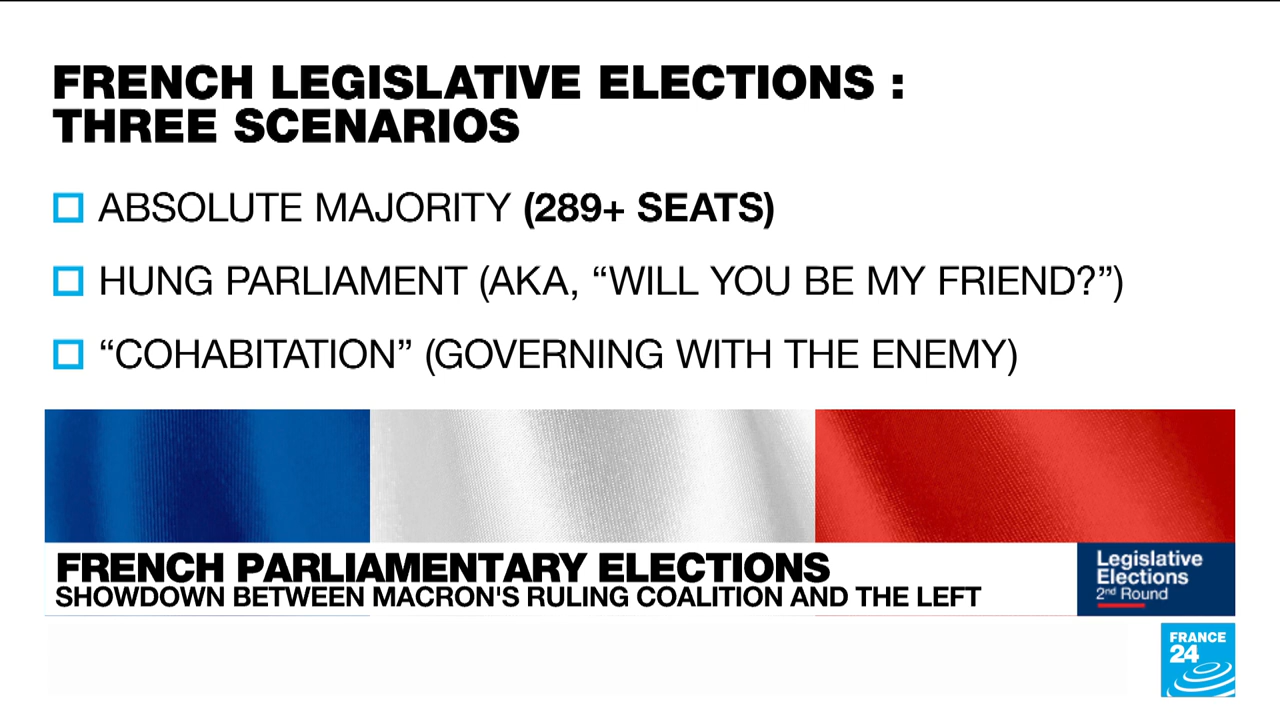 FRENCH LEGISLATIVE ELECTIONS :
THREE SCENARIOS
ABSOLUTE MAJORITY (289+ SEATS)
HUNG PARLIAMENT (AKA, “WILL YOU BE MY FRIEND?”)
“COHABITATION” (GOVERNING WITH THE ENEMY)
FRENCH PARLIAMENTARY ELECTIONS
SHOWDOWN BETWEEN MACRON'S RULING COALITION AND THE LEFT
Legislative
Elections
2nd Round
FRANCE
24